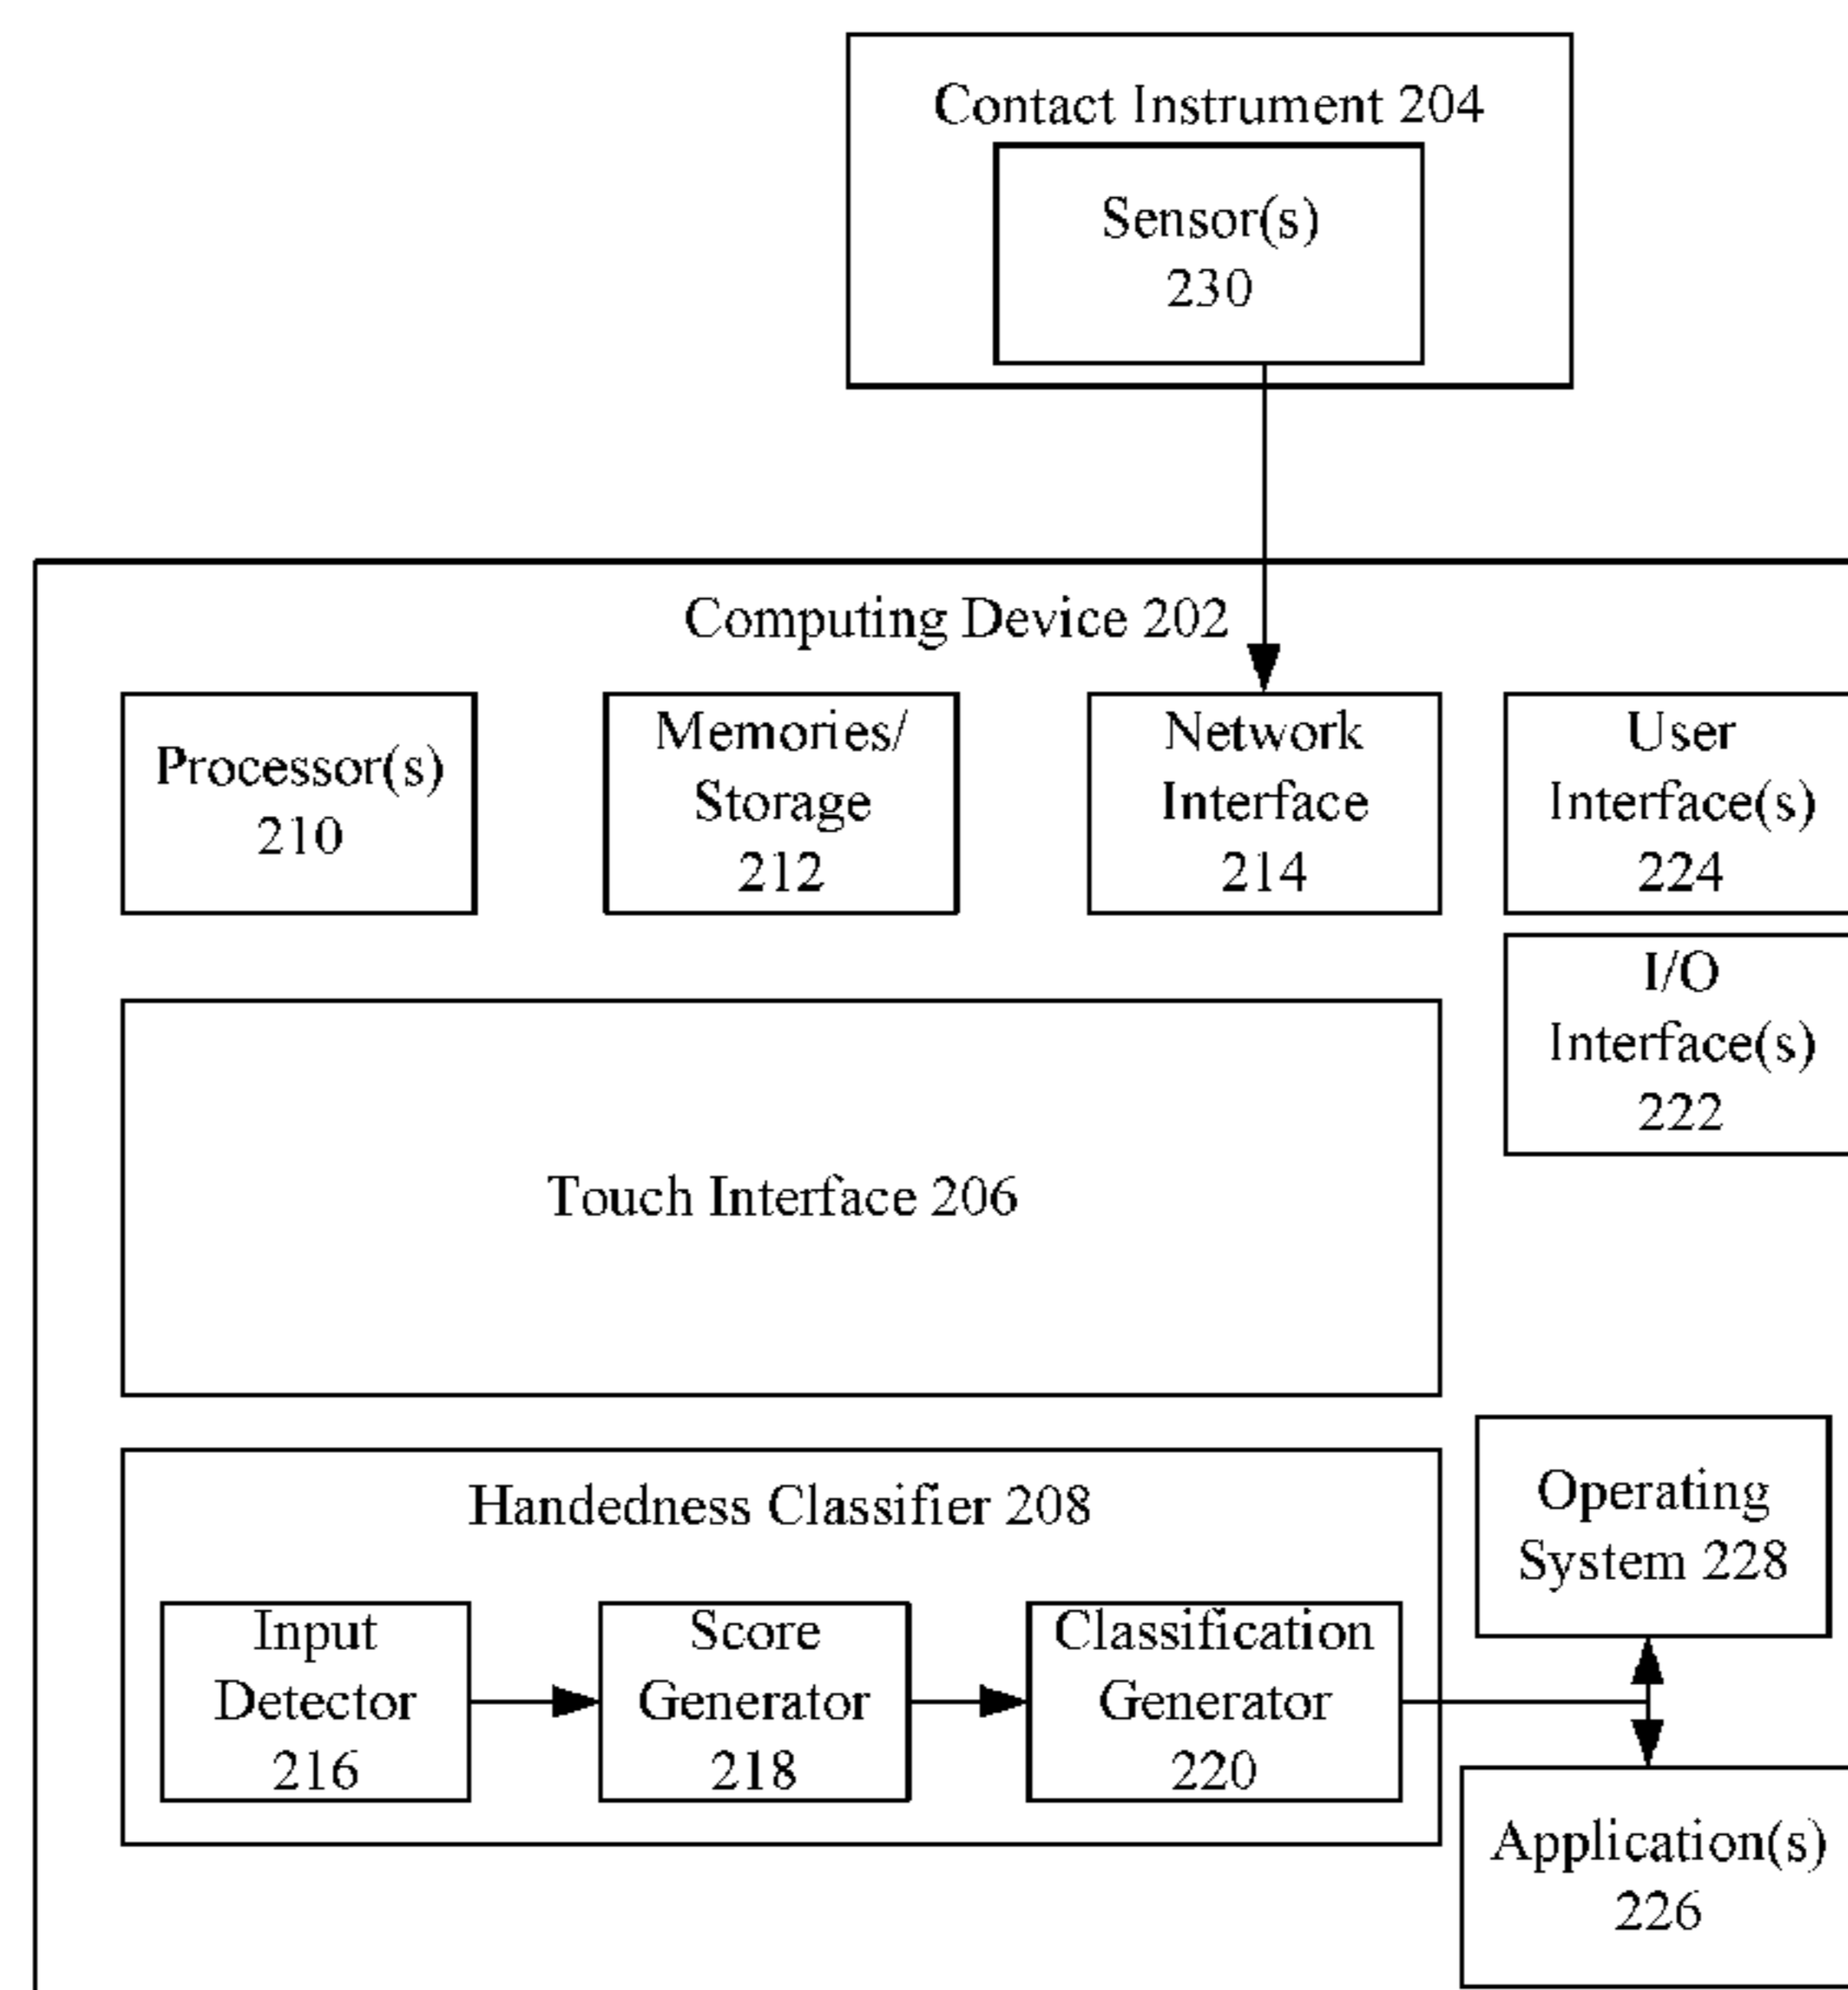 Contact Instrument 204
Sensor(s)
230
Computing Device 202
Processor(s)
210
Memories/
Storage
212
Network
Interface
214
User
Interface(s)
224
I/O
Interface(s)
222
Touch Interface 206
Handedness Classifier 208
Input
Detector
216
Score
Generator
218
Classification
Generator
220
Operating
System 228
Application(s)
226